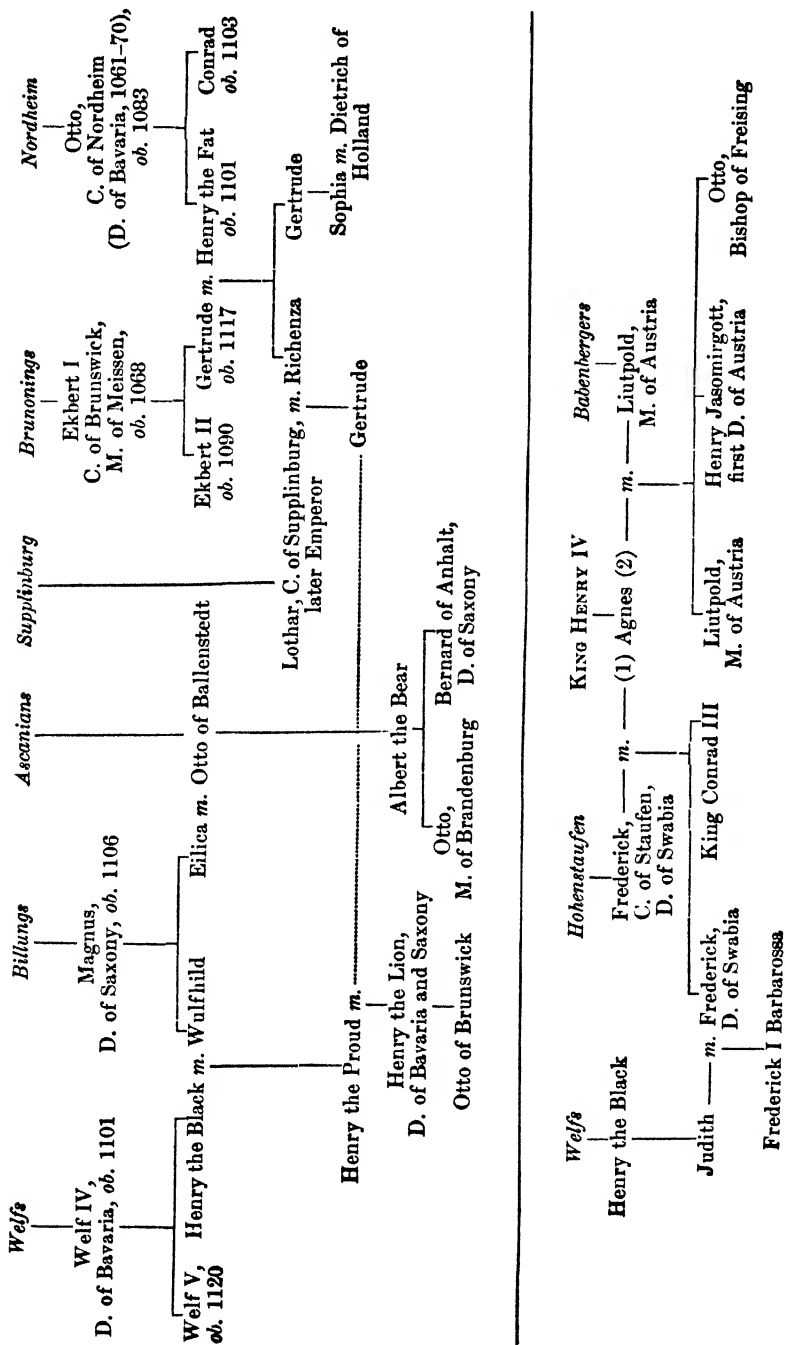 Welfs
Welf IV,
D. of Bavaria, ob. 1101
Welf V,
ob. 1120
Henry the Black m. Wulfhild
Billungs
Magnus,
D. of Saxony, ob. 1106
Eilica m. Otto of Ballenstedt
Ascanians
Supplinburg
Brunonings
Ekbert I
C. of Brunswick,
M. of Meissen,
ob. 1068
Ekbert II
ob. 1090
Gertrude m. Henry the Fat
ob. 1117
ob. 1101
Nordheim
Otto,
C. of Nordheim
(D. of Bavaria, 1061–70),
ob. 1083
Conrad
ob. 1103
Lothar, C. of Supplinburg, m. Richenza
later Emperor
Gertrude
Sophia m. Dietrich of
Holland
Henry the Proud m.
Gertrude
Henry the Lion,
D. of Bavaria and Saxony
Otto of Brunswick
Albert the Bear
Otto,
M. of Brandenburg
Bernard of Anhalt,
D. of Saxony
Welfs
Henry the Black
Judith
m. Frederick,
D. of Swabia
Frederick I Barbarossa
Hohenstaufen
Frederick,
C. of Staufen,
D. of Swabia
m.
King Conrad III
KING HENRY IV
(1) Agnes (2)
m.
Babenbergers
Liutpold,
M. of Austria
Liutpold,
M. of Austria
Henry Jasomirgott,
first D. of Austria
Otto,
Bishop of Freising